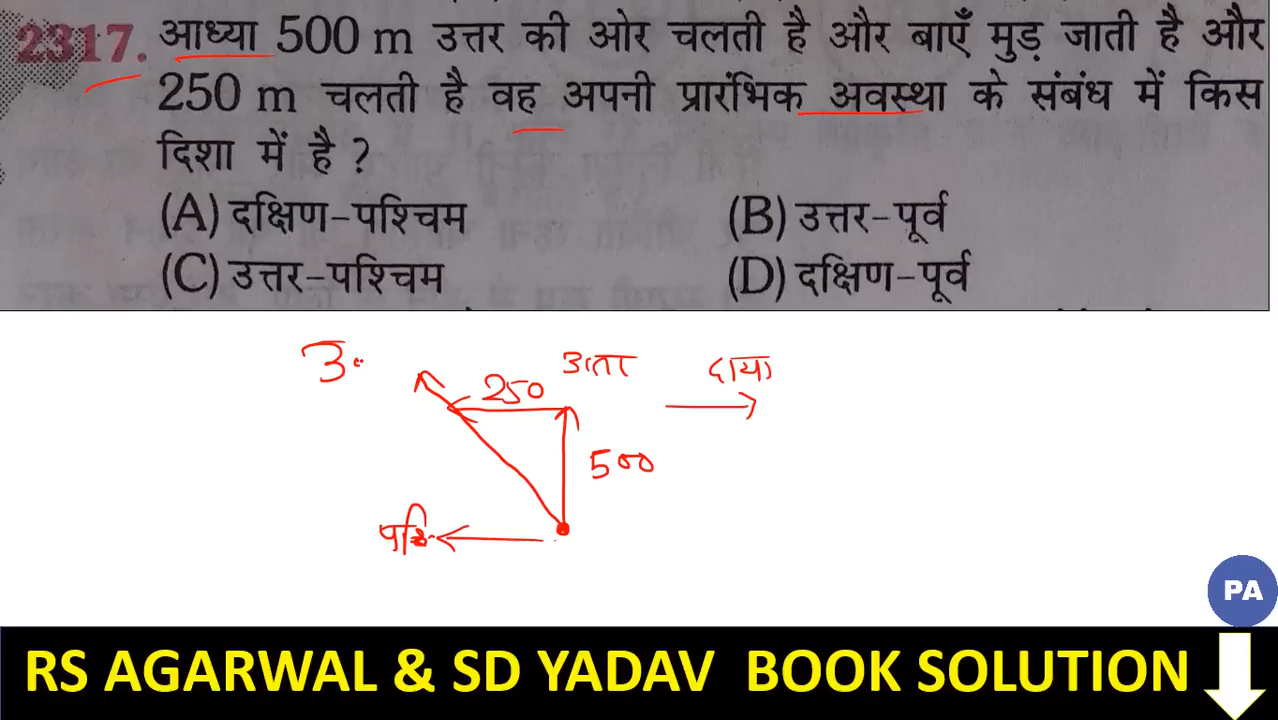 2317. आध्या 500 m उत्तर की ओर चलती है और बाएँ मुड़ जाती है और
250 m चलती है वह अपनी प्रारंभिक अवस्था के संबंध में किस
दिशा में है ?
(A) दक्षिण-पश्चिम (B) उत्तर-पूर्व
(C) उत्तर-पश्चिम (D) दक्षिण-पूर्व
उ.
250
दाया
500
PA
RS AGARWAL & SD YADAV BOOK SOLUTION